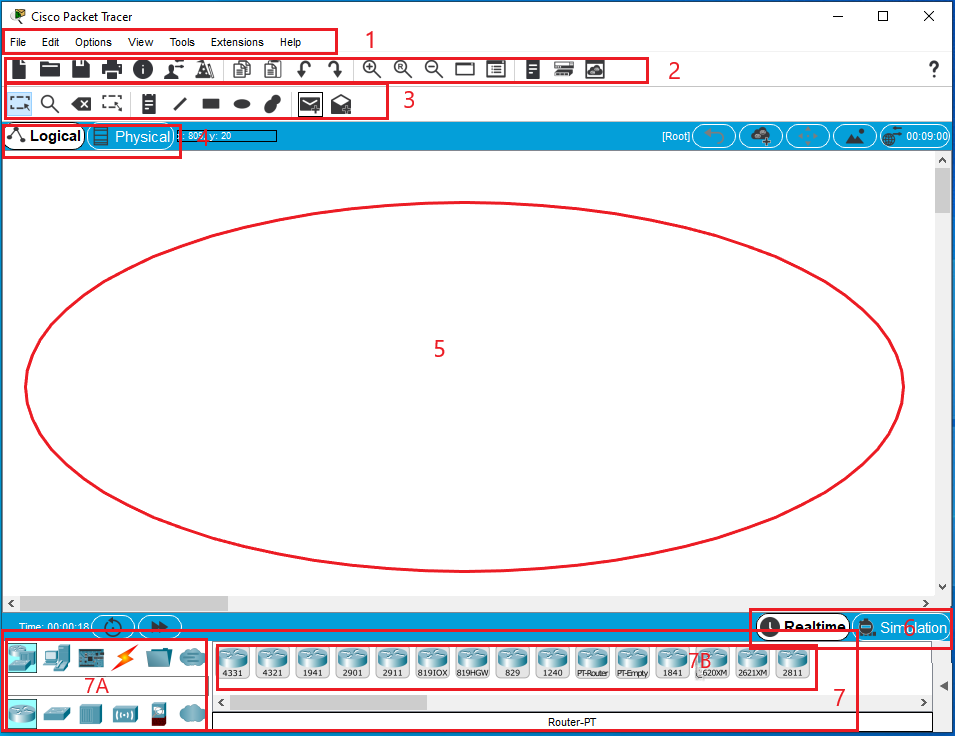 Cisco Packet Tracer
File Edit Options View Tools Extensions Help
1
2
?
3
Logical Physical x: 805, y: 20
4
[Root] 00:09:00
5
Time: 00:00:18
Realtime Simulation
6
7A
4331 4321 1941 2901 2911 819IOX 819HGW 829 1240 PT-Router PT-Empty 1841 2620XM 2621XM 2811
7B
7
Router-PT